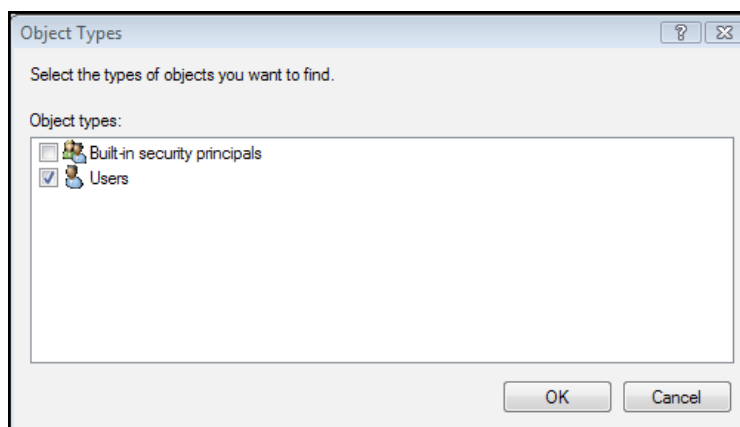 Object Types
Select the types of objects you want to find.
Object types:
Built-in security principals
Users
OK Cancel